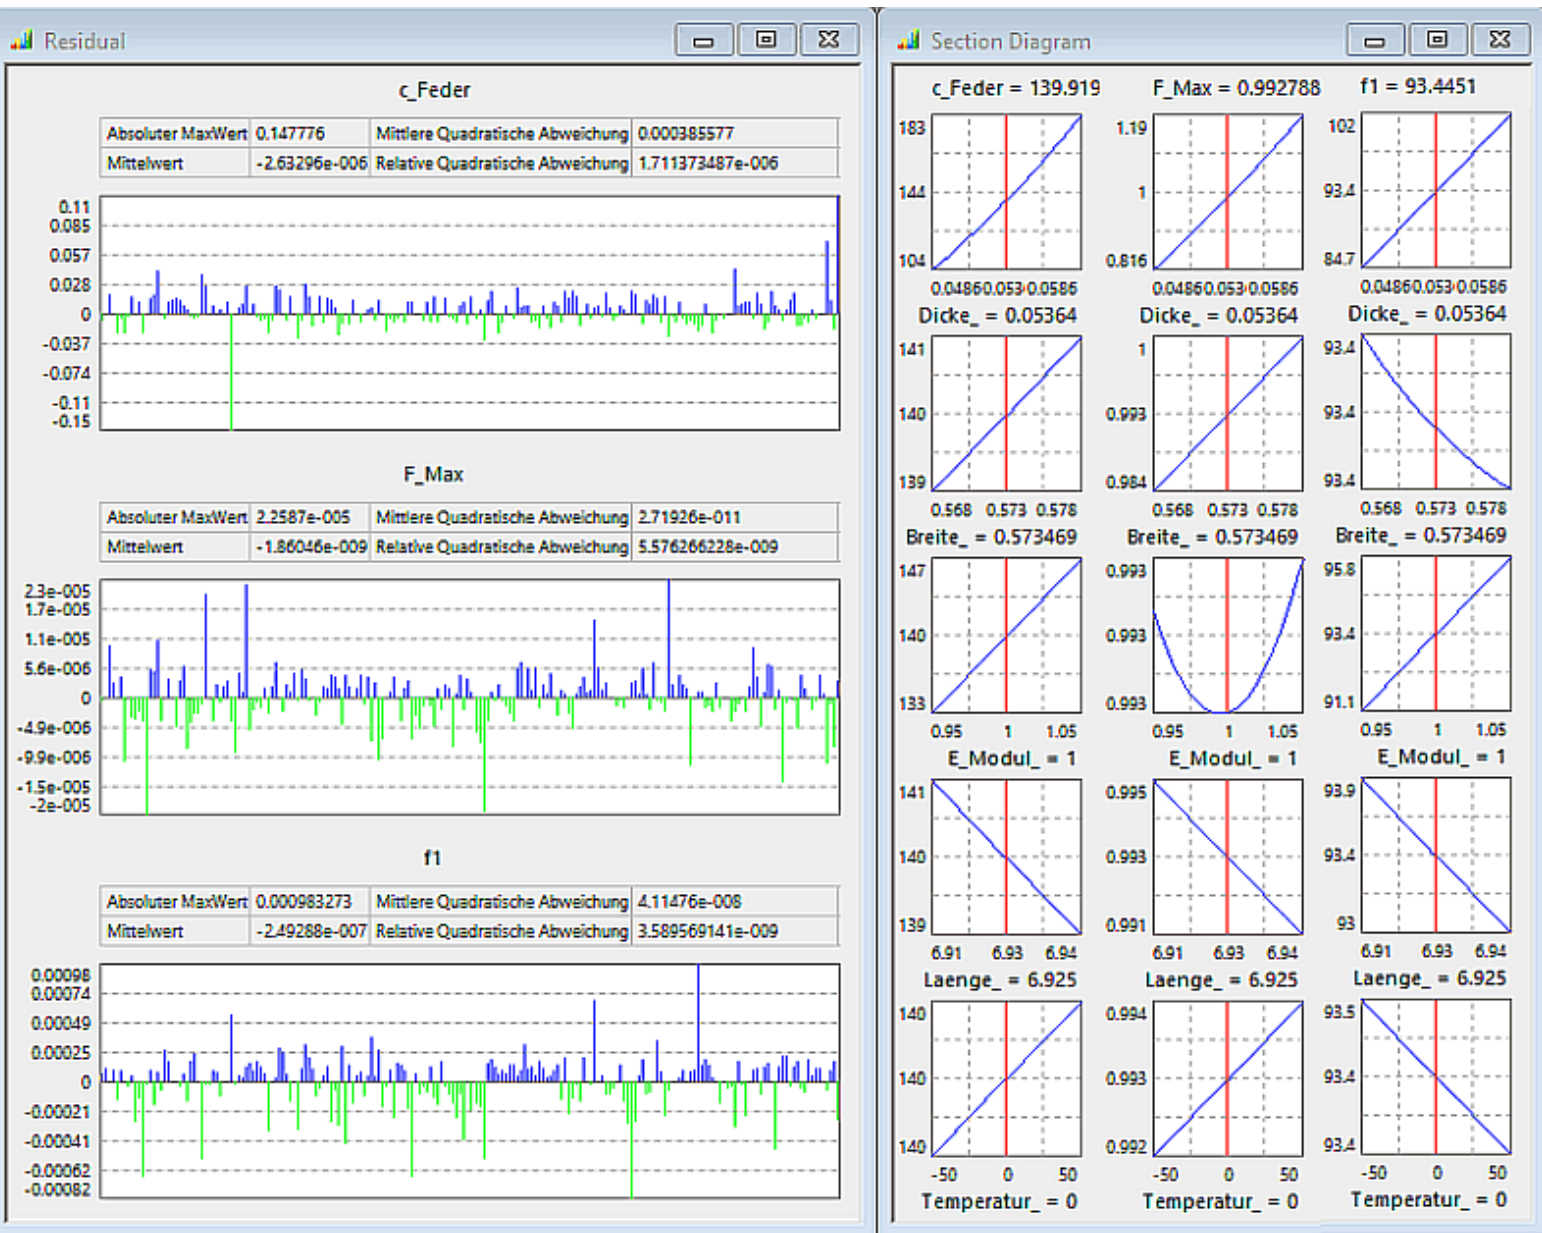 Residual
c_Feder
Absoluter MaxWert 0.147776 Mittlere Quadratische Abweichung 0.000385577
Mittelwert -2.63296e-006 Relative Quadratische Abweichung 1.711373487e-006
0.11
0.085
0.057
0.028
0
-0.037
-0.074
-0.11
-0.15
F_Max
Absoluter MaxWert 2.2587e-005 Mittlere Quadratische Abweichung 2.71926e-011
Mittelwert -1.86046e-009 Relative Quadratische Abweichung 5.576266228e-009
2.3e-005
1.7e-005
1.1e-005
5.6e-006
0
-4.9e-006
-9.9e-006
-1.5e-005
-2e-005
f1
Absoluter MaxWert 0.000983273 Mittlere Quadratische Abweichung 4.11476e-008
Mittelwert -2.49288e-007 Relative Quadratische Abweichung 3.589569141e-009
0.00098
0.00074
0.00049
0.00025
0
-0.00021
-0.00041
-0.00062
-0.00082
Section Diagram
c_Feder = 139.919 F_Max = 0.992788 f1 = 93.4451
183 1.19 102
144 1 93.4
104 0.816 84.7
0.0486 0.053 0.0586 0.0486 0.053 0.0586 0.0486 0.053 0.0586
Dicke_ = 0.05364 Dicke_ = 0.05364 Dicke_ = 0.05364
141 1 93.4
140 0.993 93.4
139 0.984 93.4
0.568 0.573 0.578 0.568 0.573 0.578 0.568 0.573 0.578
Breite_ = 0.573469 Breite_ = 0.573469 Breite_ = 0.573469
147 0.993 95.8
140 0.993 93.4
133 0.993 91.1
0.95 1 1.05 0.95 1 1.05 0.95 1 1.05
E_Modul_ = 1 E_Modul_ = 1 E_Modul_ = 1
141 0.995 93.9
140 0.993 93.4
139 0.991 93
6.91 6.93 6.94 6.91 6.93 6.94 6.91 6.93 6.94
Laenge_ = 6.925 Laenge_ = 6.925 Laenge_ = 6.925
140 0.994 93.5
140 0.993 93.4
140 0.992 93.4
-50 0 50 -50 0 50 -50 0 50
Temperatur_ = 0 Temperatur_ = 0 Temperatur_ = 0